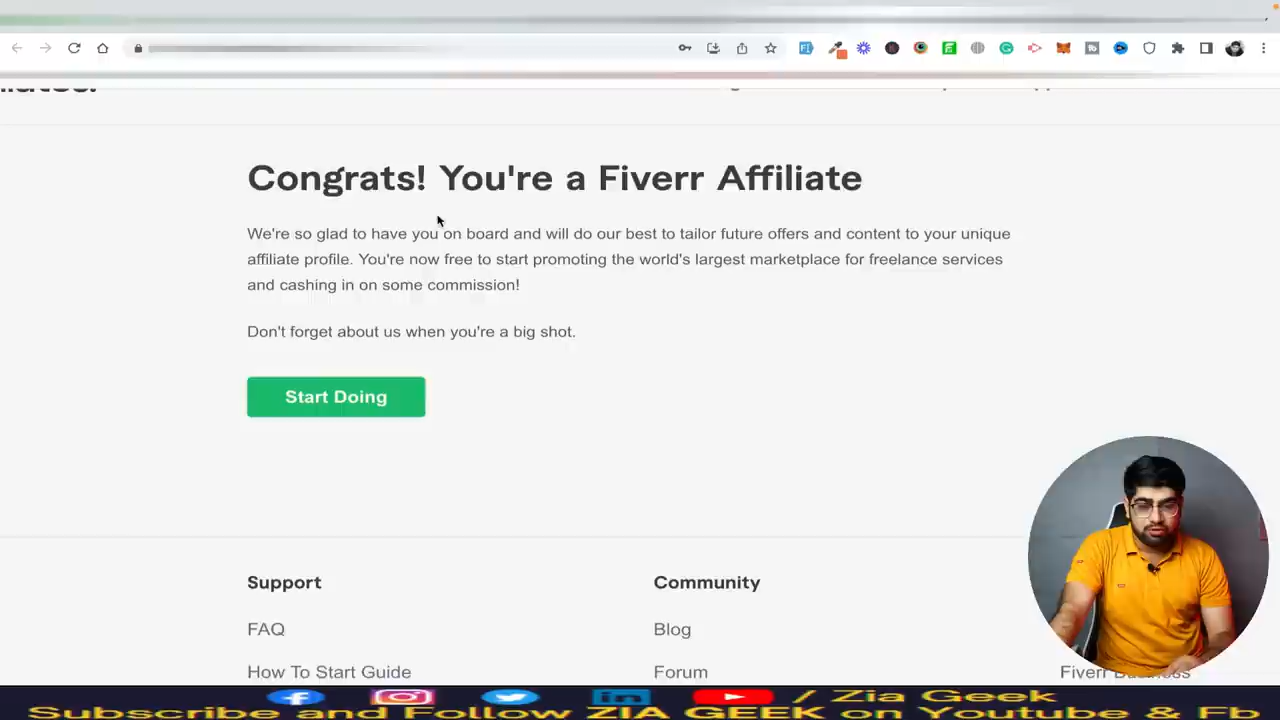 Congrats! You're a Fiverr Affiliate
We're so glad to have you on board and will do our best to tailor future offers and content to your unique
affiliate profile. You're now free to start promoting the world's largest marketplace for freelance services
and cashing in on some commission!
Don't forget about us when you're a big shot.
Start Doing
Support
Community
FAQ
Blog
How To Start Guide
Forum
Fiverr Business
/ Zia Geek
Subscribe and Follow ZIA GEEK on Youtube & Fb